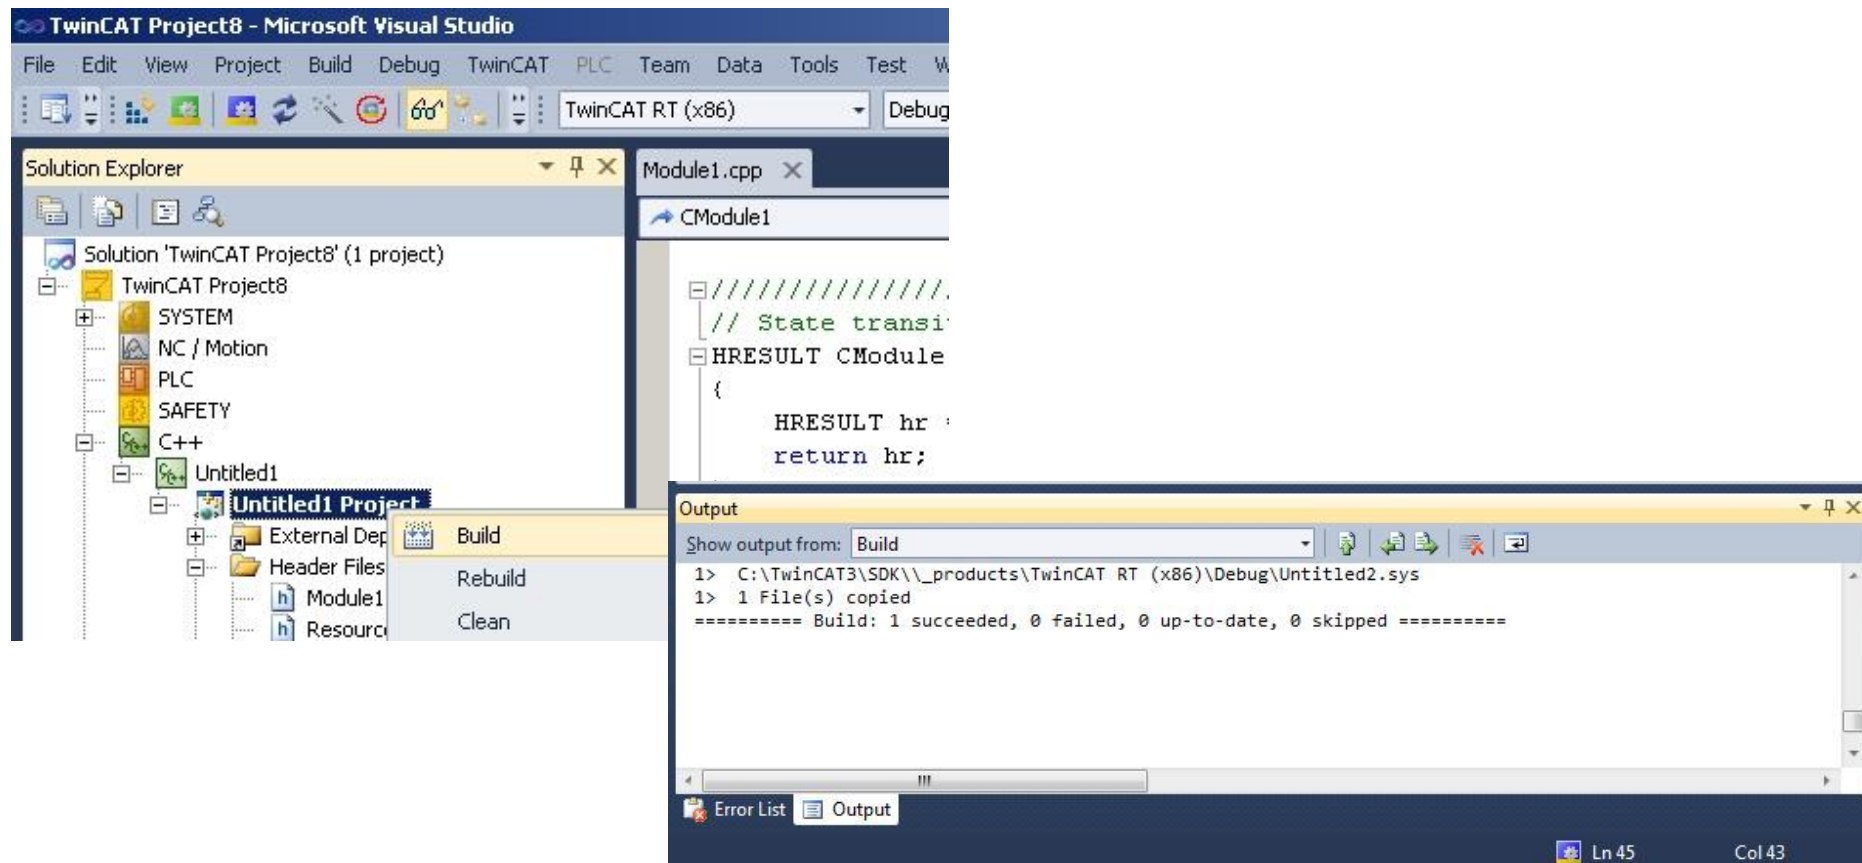 TwinCAT Project8 - Microsoft Visual Studio
File Edit View Project Build Debug TwinCAT PLC Team Data Tools Test W
TwinCAT RT (x86) Debug
Solution Explorer
Module1.cpp
CModule1
Solution 'TwinCAT Project8' (1 project)
TwinCAT Project8
SYSTEM
NC / Motion
PLC
SAFETY
C++
Untitled1
Untitled1 Project
External Dep
Header Files
Module1
Resourc
///////////////
// State transi
HRESULT CModule
{
HRESULT hr =
return hr;
Build
Rebuild
Clean
Output
Show output from: Build
1> C:\TwinCAT3\SDK\\_products\TwinCAT RT (x86)\Debug\Untitled2.sys
1> 1 File(s) copied
========== Build: 1 succeeded, 0 failed, 0 up-to-date, 0 skipped ==========
Error List Output
Ln 45 Col 43